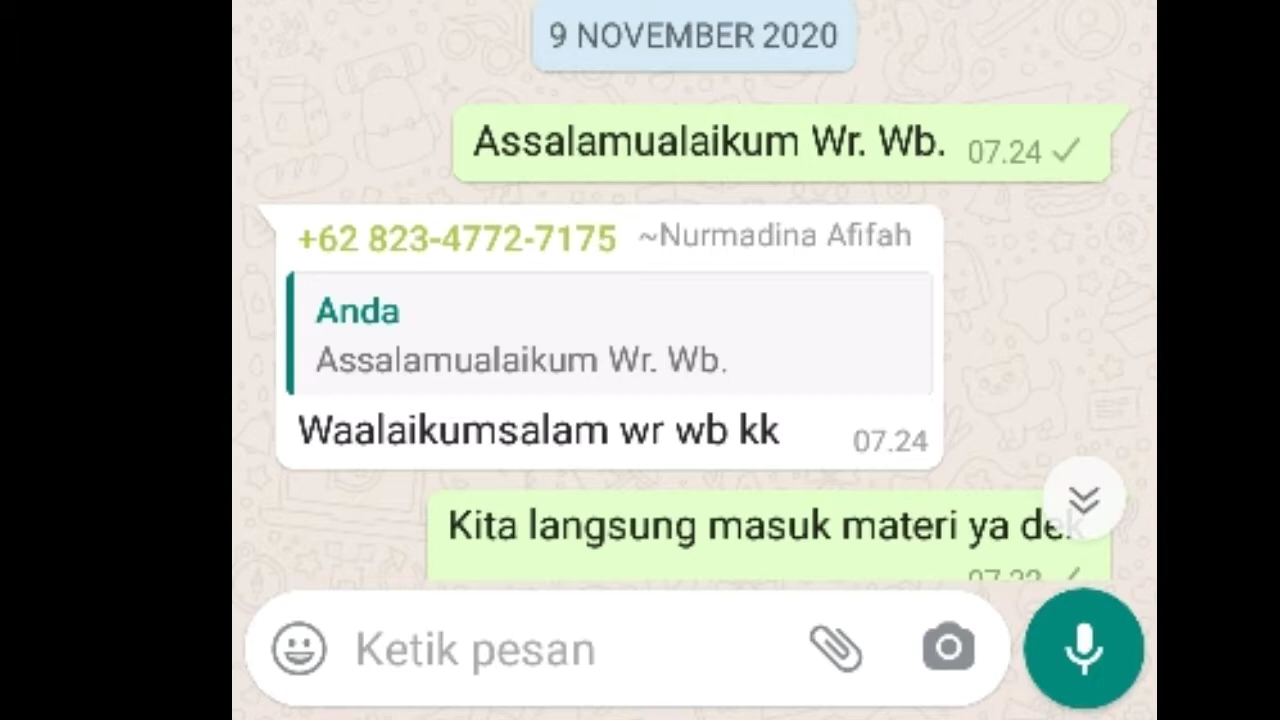 9 NOVEMBER 2020
Assalamualaikum Wr. Wb. 07.24
+62 823-4772-7175 ~Nurmadina Afifah
Anda
Assalamualaikum Wr. Wb.
Waalaikumsalam wr wb kk 07.24
Kita langsung masuk materi ya dek
Ketik pesan